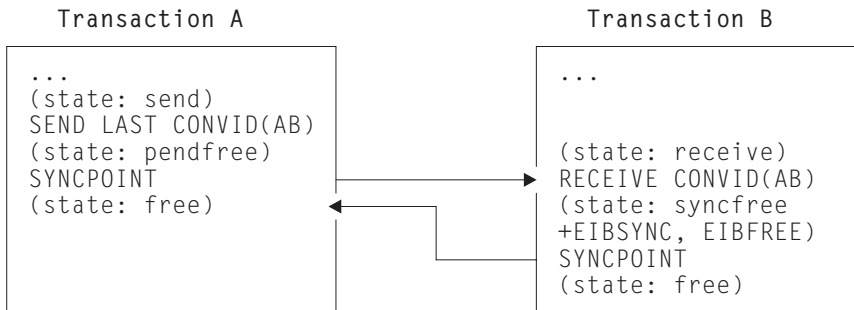 Transaction A
Transaction B
...
(state: send)
SEND LAST CONVID(AB)
(state: pendfree)
SYNCPOINT
(state: free)
...
(state: receive)
RECEIVE CONVID(AB)
(state: syncfree
+EIBSYNC, EIBFREE)
SYNCPOINT
(state: free)